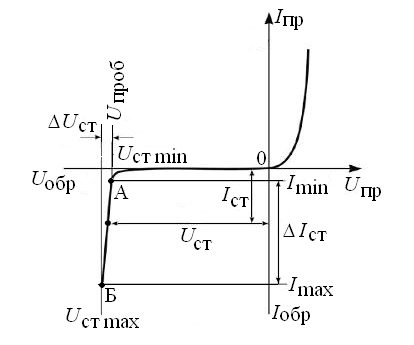 Iпр
Uпроб
ΔUст
Uст min
0
Uобр
А
Iст
Imin
Uпр
Uст
ΔIст
Б
Imax
Uст max
Iобр